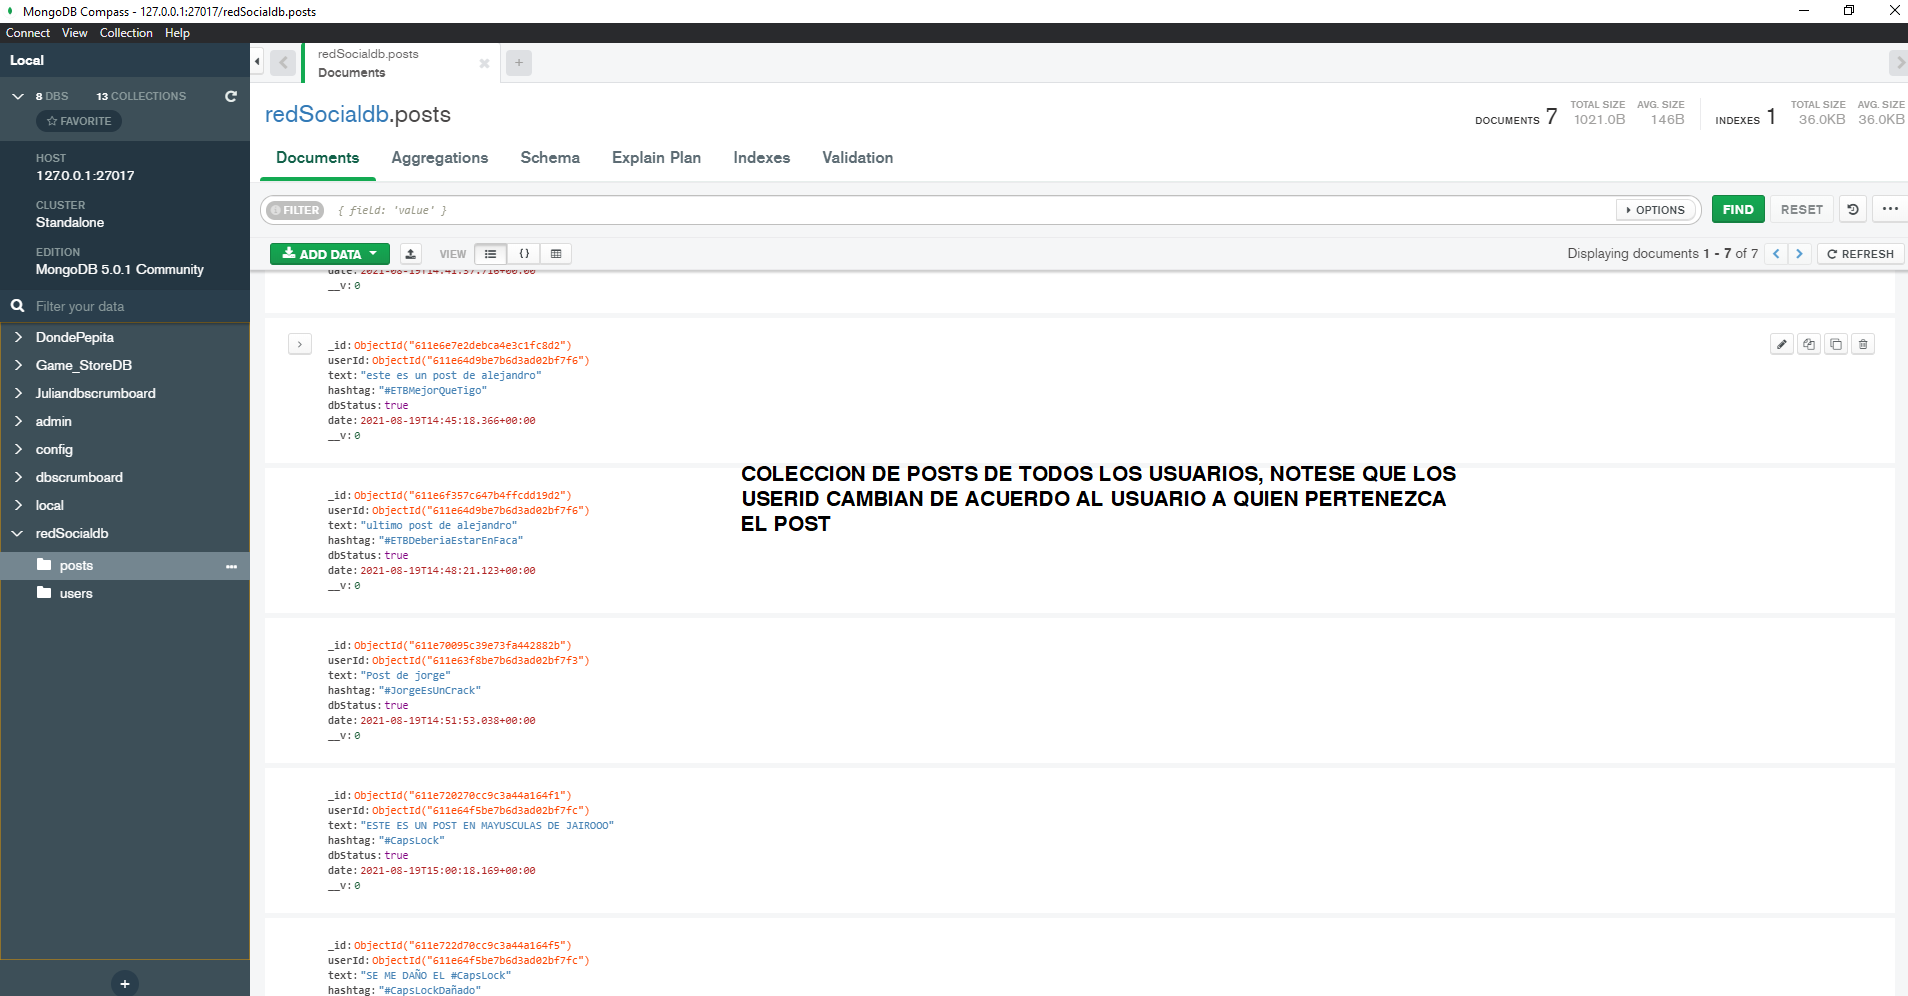 MongoDB Compass - 127.0.0.1:27017/redSocialdb.posts
Connect View Collection Help
Local
8 DBS 13 COLLECTIONS
FAVORITE
HOST
127.0.0.1:27017
CLUSTER
Standalone
EDITION
MongoDB 5.0.1 Community
Filter your data
DondePepita
Game_StoreDB
Juliandbscrumboard
admin
config
dbscrumboard
local
redSocialdb
posts
users
redSocialdb.posts
Documents
redSocialdb.posts
DOCUMENTS 7 TOTAL SIZE 1021.0B AVG. SIZE 146B INDEXES 1 TOTAL SIZE 36.0KB AVG. SIZE 36.0KB
Documents Aggregations Schema Explain Plan Indexes Validation
FILTER { field: 'value' } OPTIONS FIND RESET
ADD DATA VIEW Displaying documents 1 - 7 of 7 REFRESH
date: 2021-08-19T14:41:37.716+00:00
__v: 0
_id: ObjectId("611e6e7e2debca4e3c1fc8d2")
userId: ObjectId("611e64d9be7b6d3ad02bf7f6")
text: "este es un post de alejandro"
hashtag: "#ETBMejorQueTigo"
dbStatus: true
date: 2021-08-19T14:45:18.366+00:00
__v: 0
COLECCION DE POSTS DE TODOS LOS USUARIOS, NOTESE QUE LOS
USERID CAMBIAN DE ACUERDO AL USUARIO A QUIEN PERTENEZCA
EL POST
_id: ObjectId("611e6f357c647b4ffcdd19d2")
userId: ObjectId("611e64d9be7b6d3ad02bf7f6")
text: "ultimo post de alejandro"
hashtag: "#ETBDeberiaEstarEnFaca"
dbStatus: true
date: 2021-08-19T14:48:21.123+00:00
__v: 0
_id: ObjectId("611e70095c39e73fa442882b")
userId: ObjectId("611e63f8be7b6d3ad02bf7f3")
text: "Post de jorge"
hashtag: "#JorgeEsUnCrack"
dbStatus: true
date: 2021-08-19T14:51:53.038+00:00
__v: 0
_id: ObjectId("611e720270cc9c3a44a164f1")
userId: ObjectId("611e64f5be7b6d3ad02bf7fc")
text: "ESTE ES UN POST EN MAYUSCULAS DE JAIROOO"
hashtag: "#CapsLock"
dbStatus: true
date: 2021-08-19T15:00:18.169+00:00
__v: 0
_id: ObjectId("611e722d70cc9c3a44a164f5")
userId: ObjectId("611e64f5be7b6d3ad02bf7fc")
text: "SE ME DAÑO EL #CapsLock"
hashtag: "#CapsLockDañado"